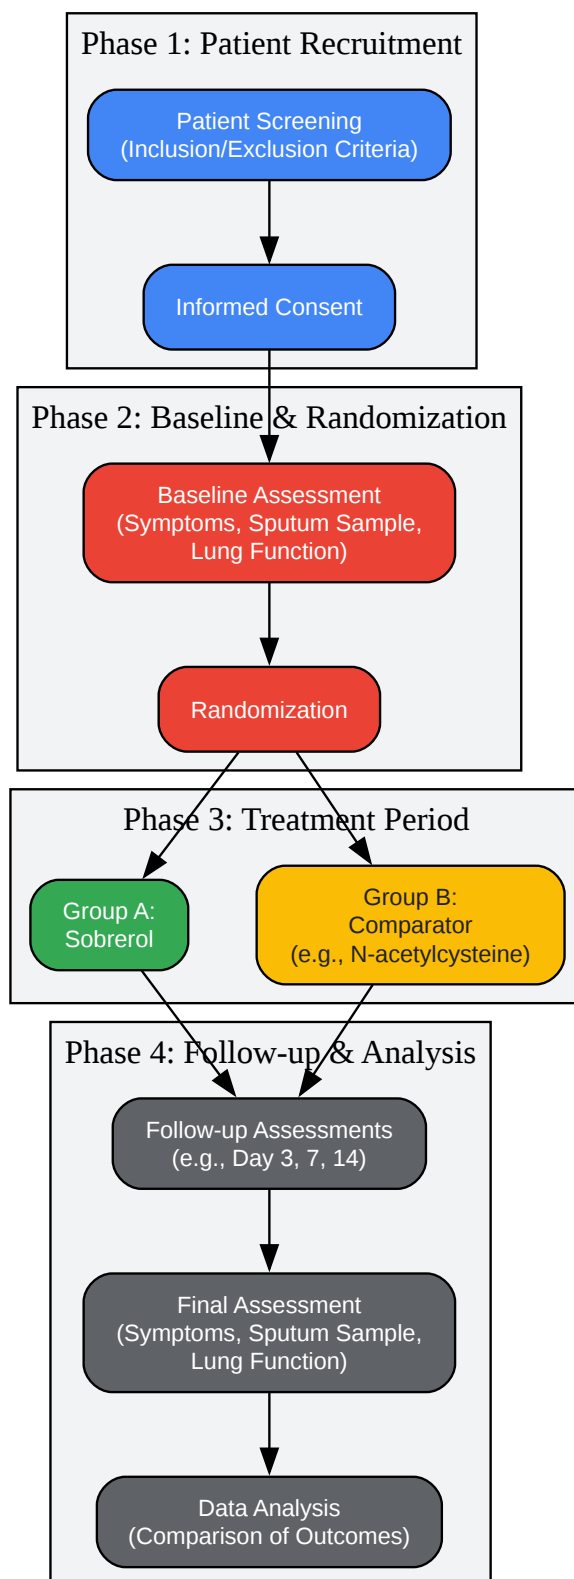 Phase 1: Patient Recruitment
Patient Screening
(Inclusion/Exclusion Criteria)
Informed Consent
Phase 2: Baseline & Randomization
Baseline Assessment
(Symptoms, Sputum Sample,
Lung Function)
Randomization
Phase 3: Treatment Period
Group A:
Sobrerol
Group B:
Comparator
(e.g., N-acetylcysteine)
Phase 4: Follow-up & Analysis
Follow-up Assessments
(e.g., Day 3, 7, 14)
Final Assessment
(Symptoms, Sputum Sample,
Lung Function)
Data Analysis
(Comparison of Outcomes)